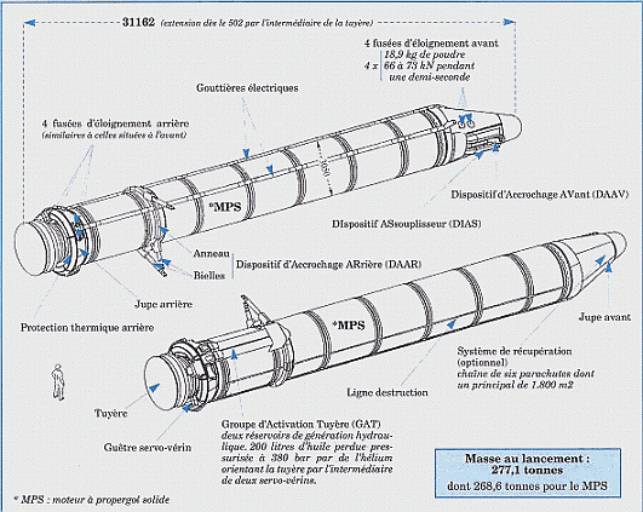 31162 (extension dès le 502 par l'intermédiaire de la tuyère)
4 fusées d'éloignement avant
18,9 kg de poudre
4 x 66 à 73 kN pendant
une demi-seconde
Gouttières électriques
4 fusées d'éloignement arrière
(similaires à celles situées à l'avant)
*MPS
Dispositif d'Accrochage AVant (DAAV)
DIspositif ASsouplisseur (DIAS)
Anneau
Bielles
Dispositif d'Accrochage ARrière (DAAR)
Jupe arrière
Protection thermique arrière
*MPS
Jupe avant
Système de récupération
(optionnel)
chaîne de six parachutes dont
un principal de 1.800 m2
Ligne destruction
Tuyère
Guêtre servo-vérin
Groupe d'Activation Tuyère (GAT)
deux réservoirs de génération hydrau-
lique. 200 litres d'huile perdue pres-
surisée à 380 bar par de l'hélium
orientant la tuyère par l'intermédiaire
de deux servo-vérins.
Masse au lancement :
277,1 tonnes
dont 268,6 tonnes pour le MPS
* MPS : moteur à propergol solide